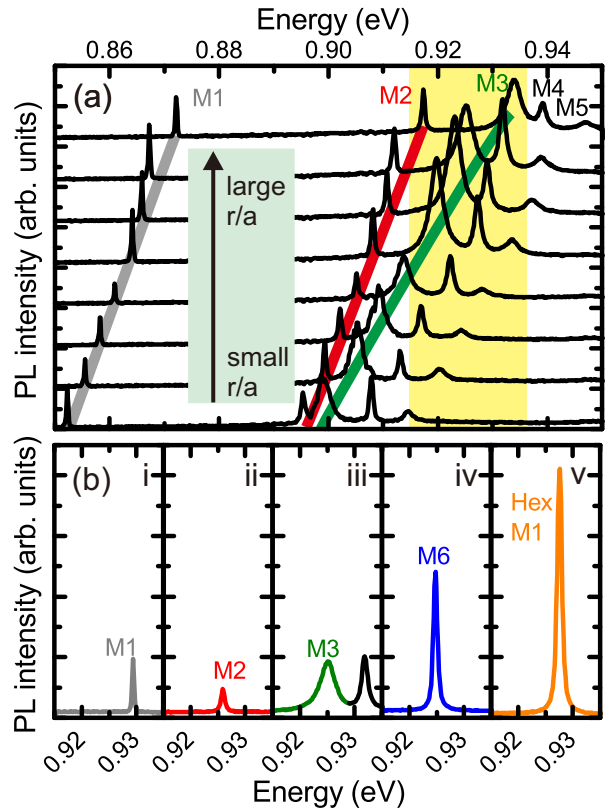 Energy (eV)
0.86 0.88 0.90 0.92 0.94
PL intensity (arb. units)
(a)
M1 M2 M3 M4 M5
large
r/a
small
r/a
PL intensity (arb. units)
(b)
i ii iii iv v
M1 M2 M3 M6 Hex
M1
0.92 0.93 0.92 0.93 0.92 0.93 0.92 0.93 0.92 0.93
Energy (eV)